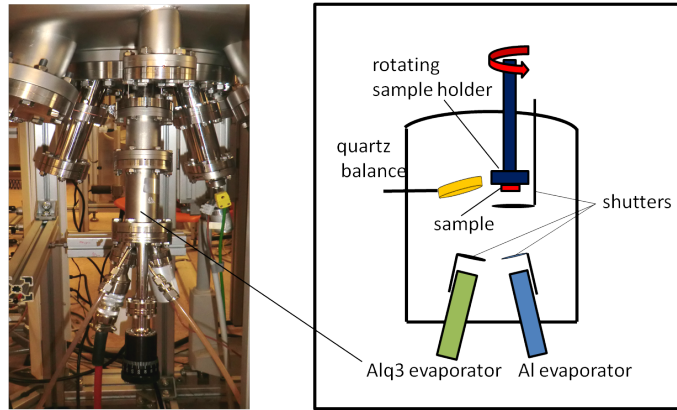 rotating
sample holder
quartz
balance
sample
shutters
Alq3 evaporator
Al evaporator